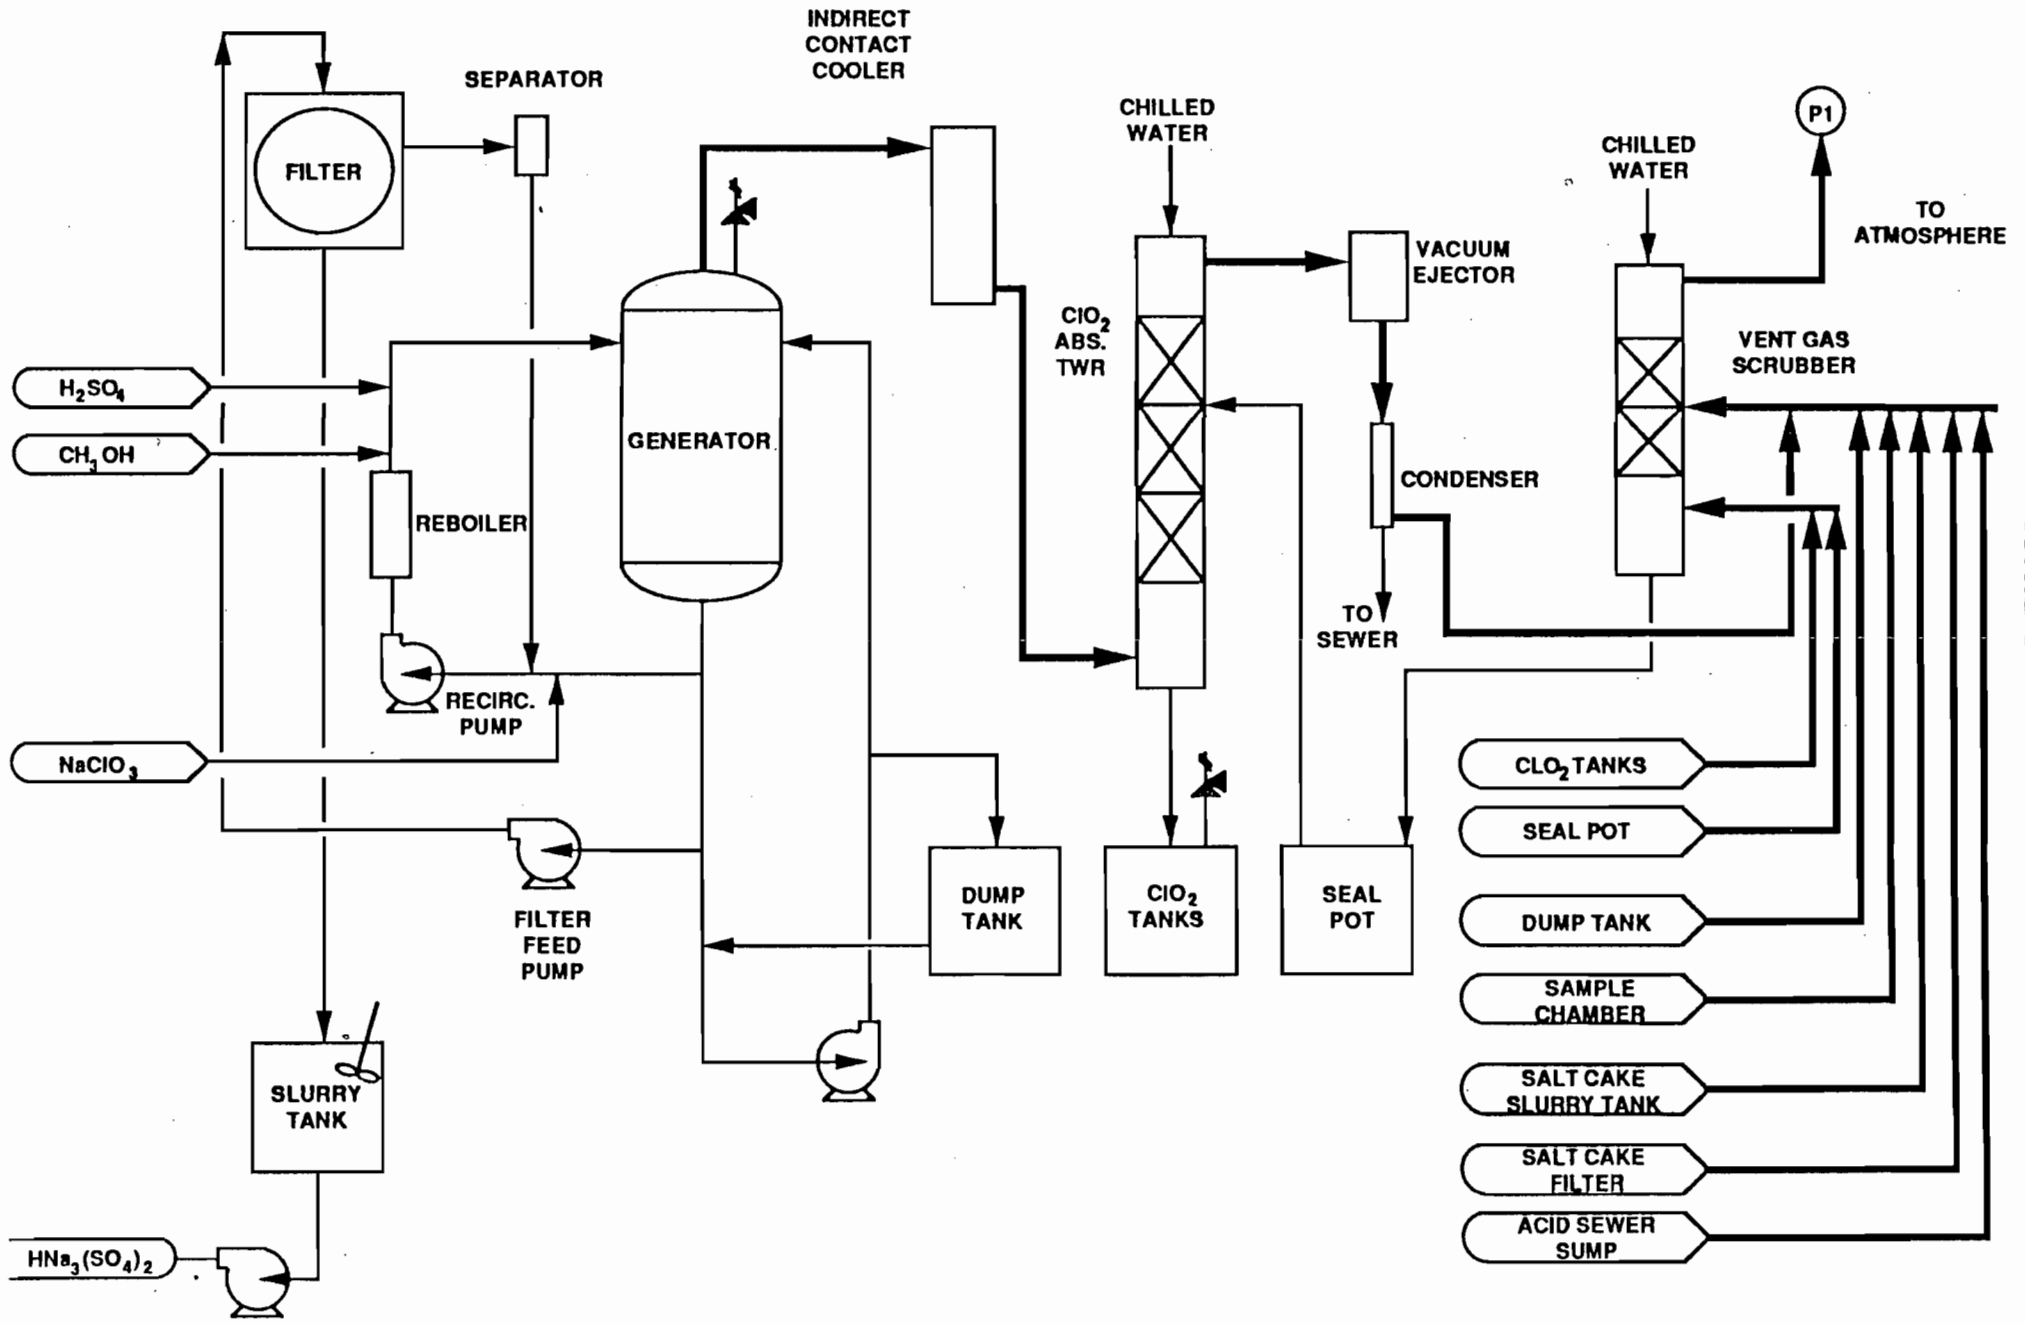 INDIRECT
CONTACT
COOLER
SEPARATOR
CHILLED
WATER
P1
CHILLED
WATER
TO
ATMOSPHERE
FILTER
VACUUM
EJECTOR
ClO2
ABS.
TWR
VENT GAS
SCRUBBER
H2SO4
CH3OH
GENERATOR
REBOILER
CONDENSER
TO
SEWER
RECIRC.
PUMP
NaClO3
CLO2 TANKS
SEAL POT
DUMP
TANK
ClO2
TANKS
SEAL
POT
DUMP TANK
FILTER
FEED
PUMP
SAMPLE
CHAMBER
SLURRY
TANK
SALT CAKE
SLURRY TANK
SALT CAKE
FILTER
ACID SEWER
SUMP
HNa3(SO4)2